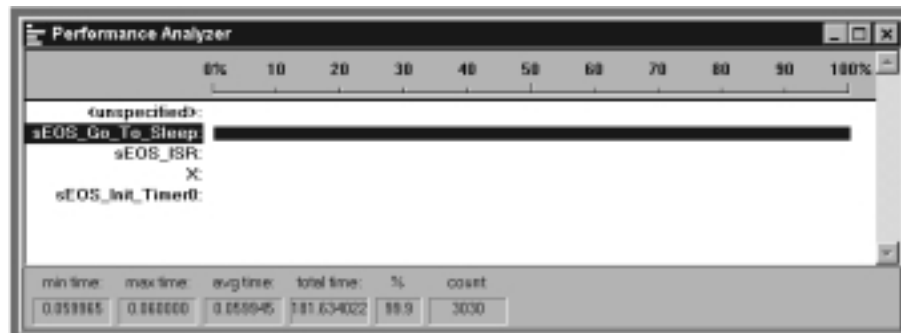 Performance Analyzer
0% 10 20 30 40 50 60 70 80 90 100%
<unspecified>:
sEOS_Go_To_Sleep:
sEOS_ISR:
X:
sEOS_Init_Timer0:
min time: max time: avg time: total time: % count
0.059965 0.060000 0.059945 181.634022 99.9 3030